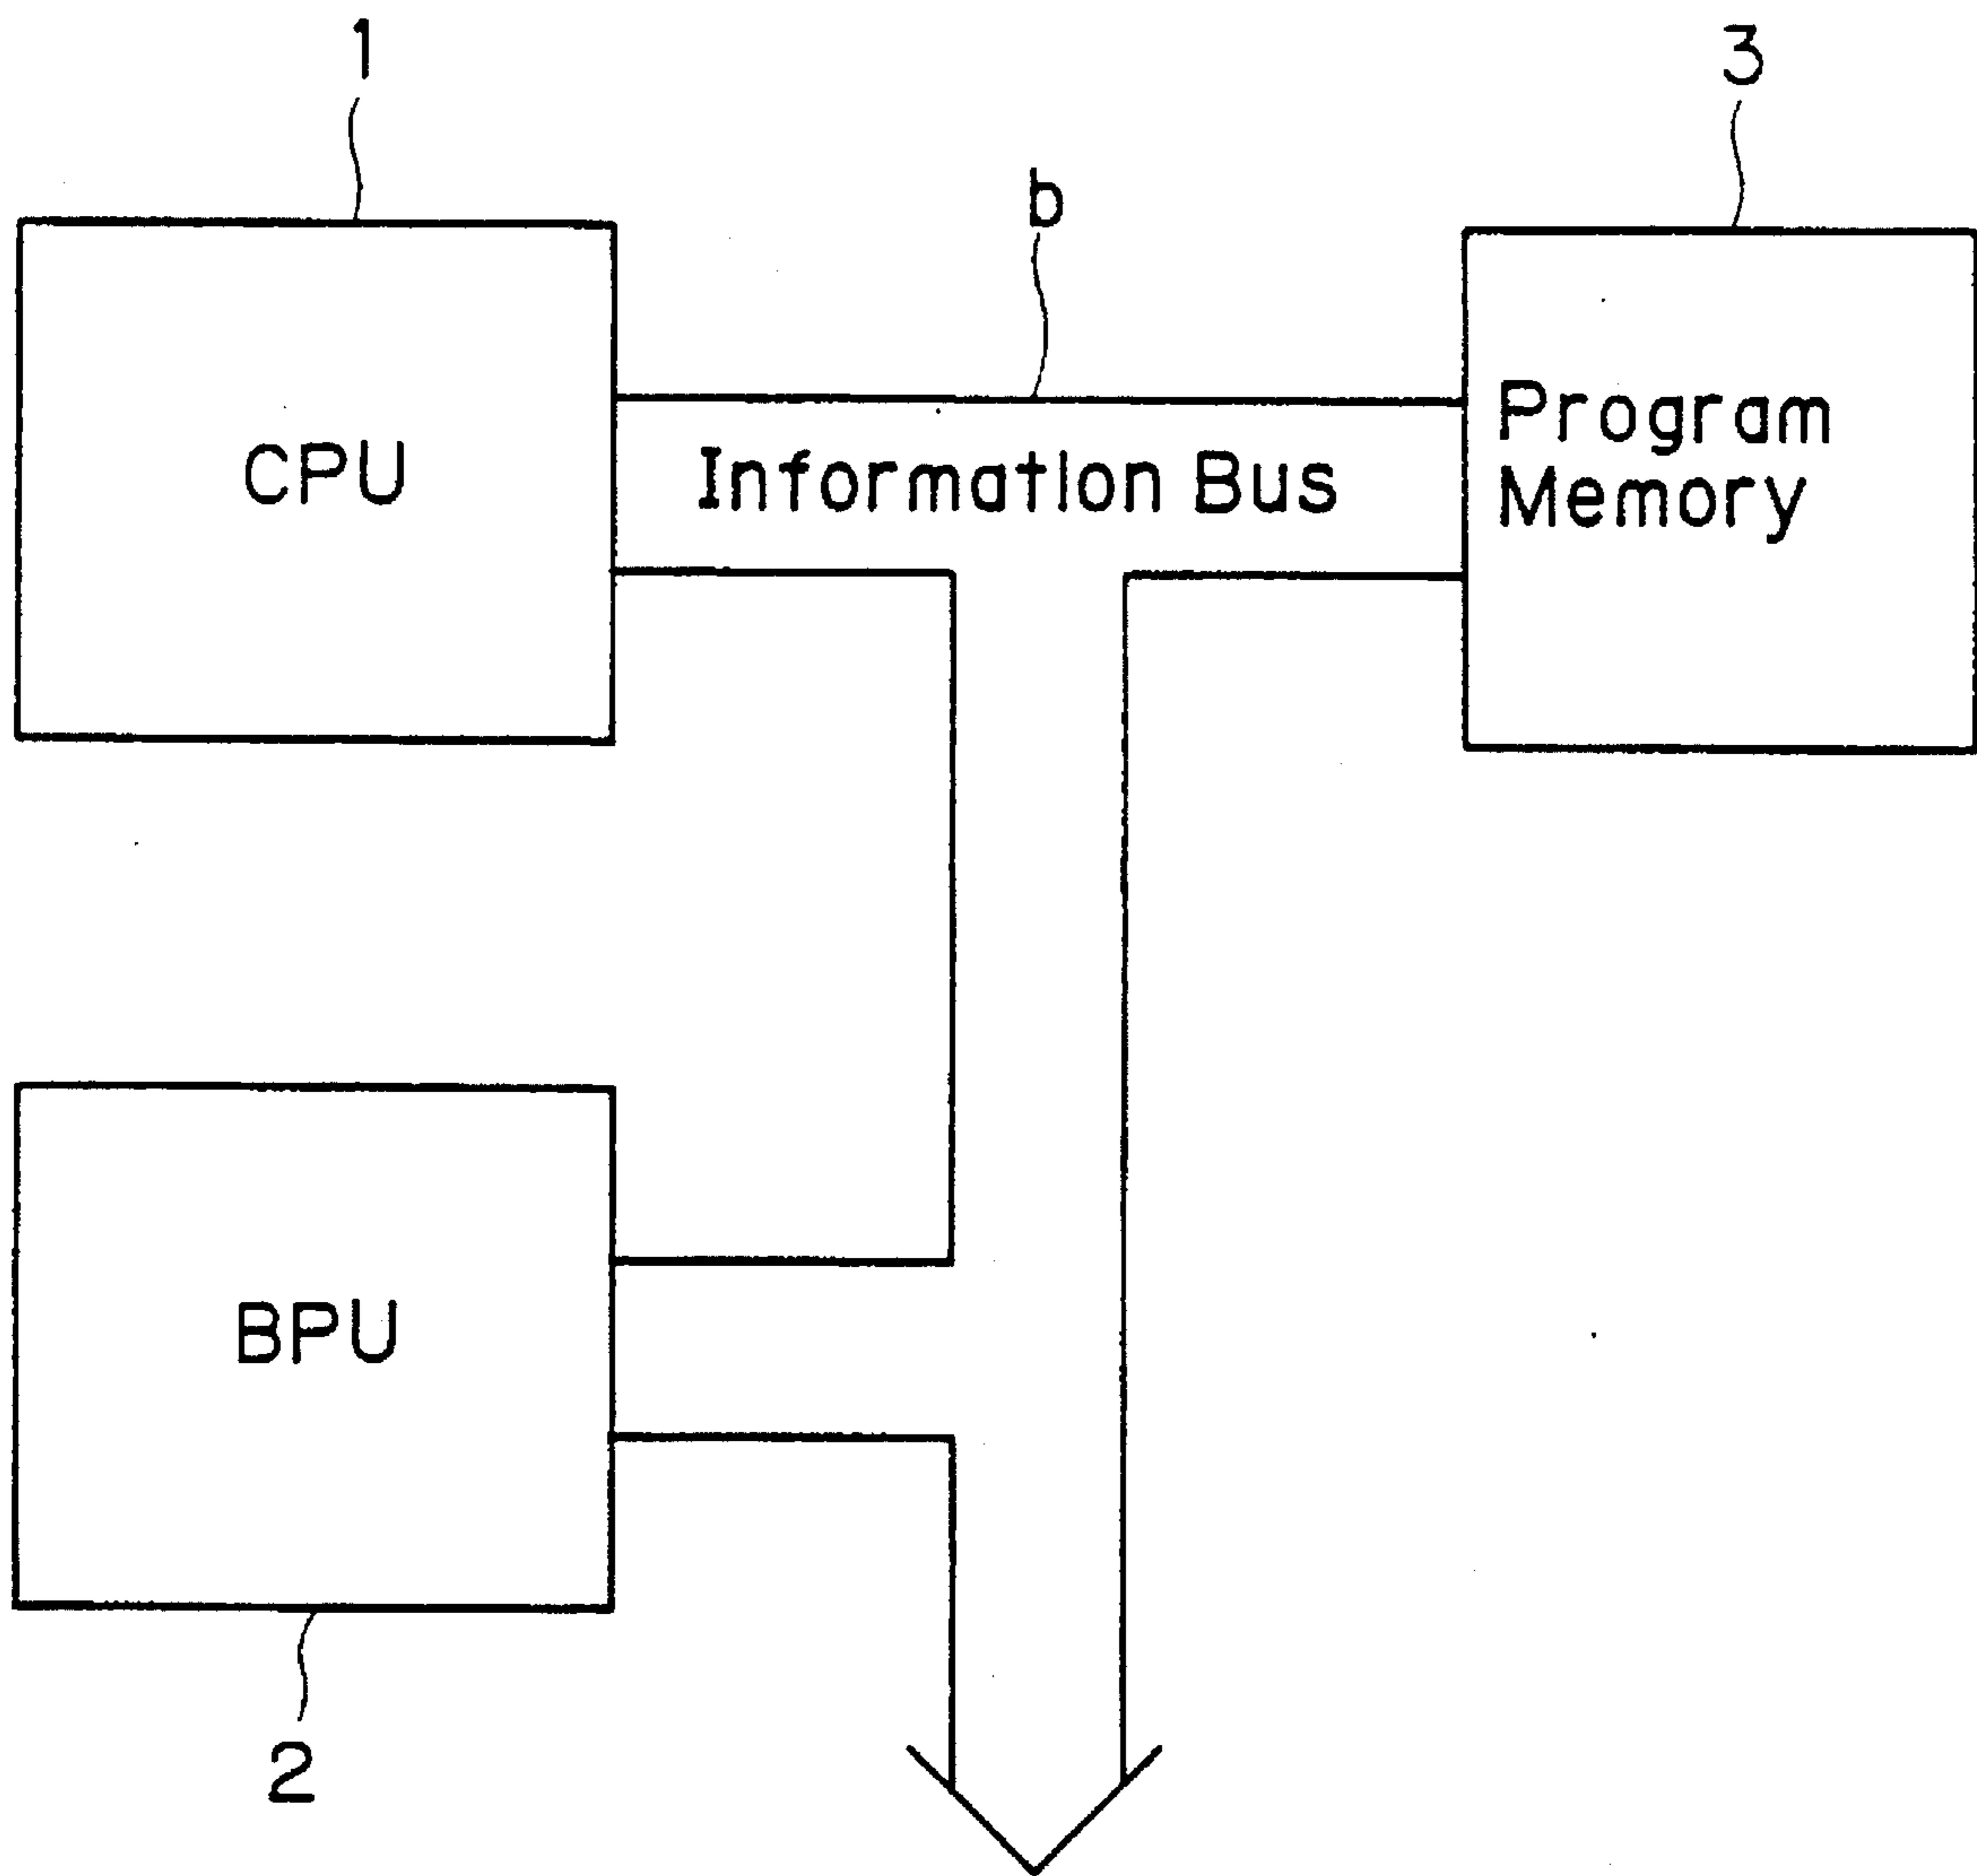 1
3
b
CPU
Information Bus
Program
Memory
BPU
2